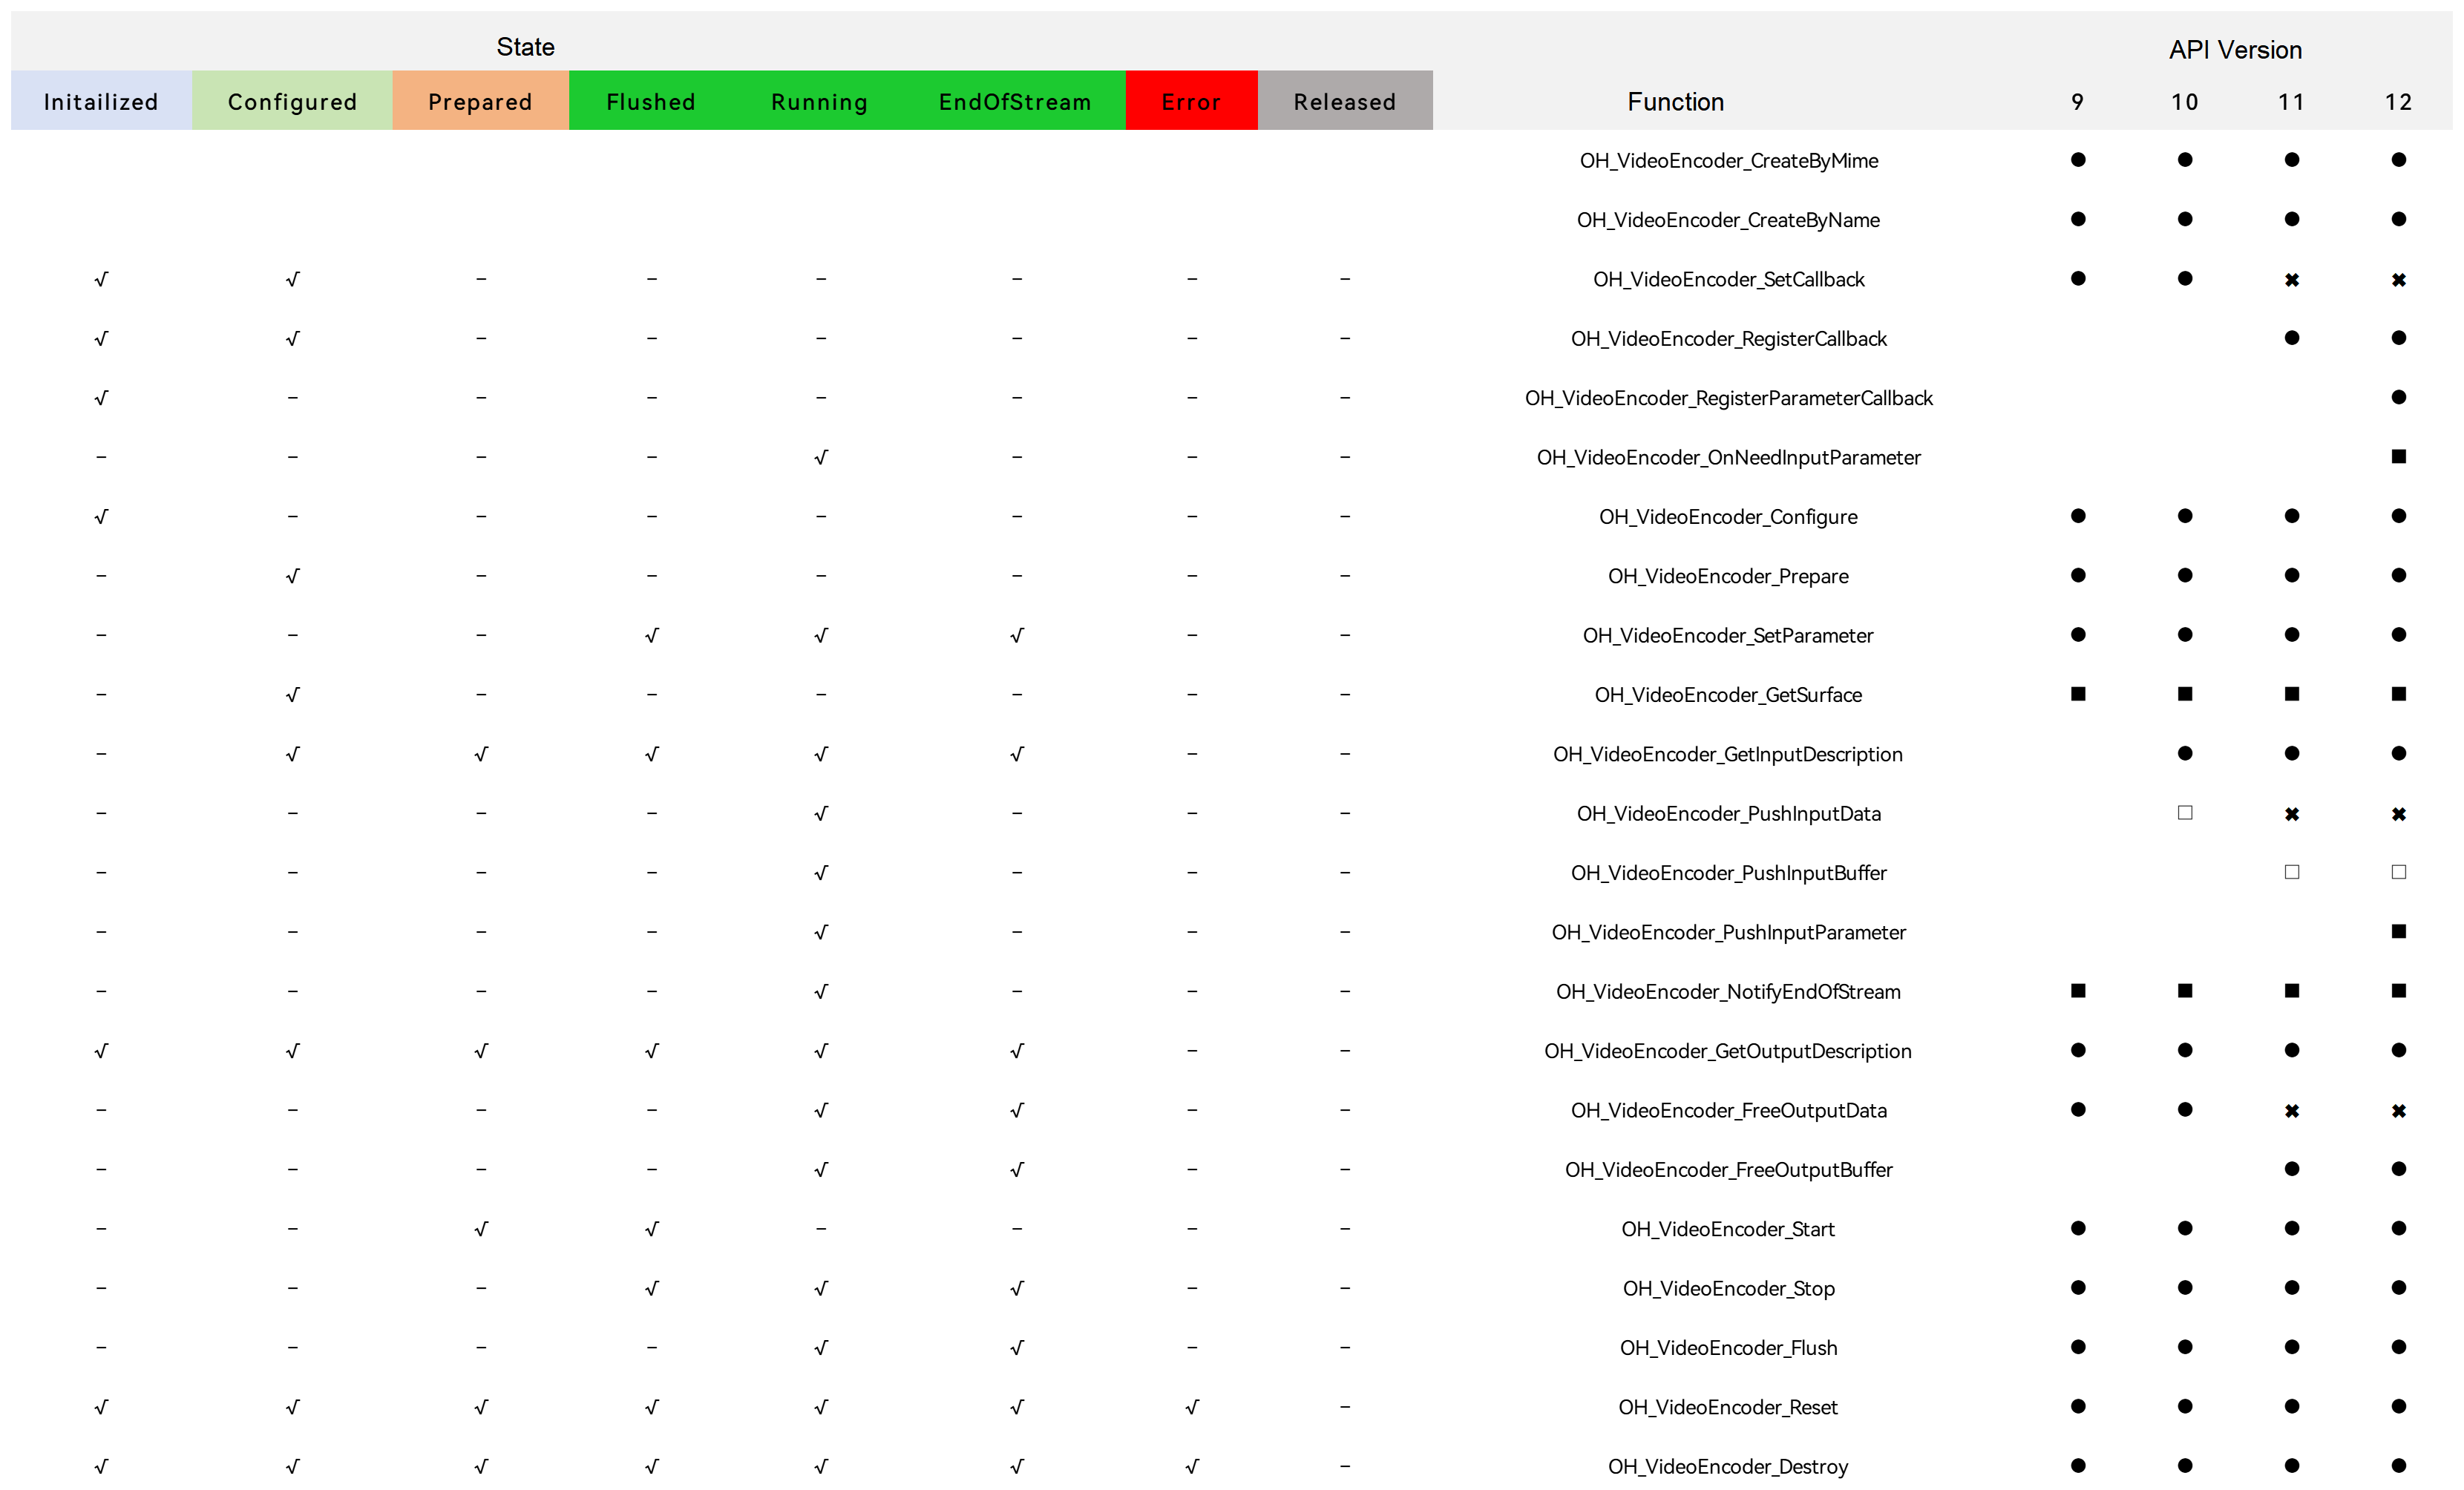 State API Version
Initailized Configured Prepared Flushed Running EndOfStream Error Released Function 9 10 11 12
OH_VideoEncoder_CreateByMime ● ● ● ●
OH_VideoEncoder_CreateByName ● ● ● ●
√ √ – – – – – – OH_VideoEncoder_SetCallback ● ● ✖ ✖
√ √ – – – – – – OH_VideoEncoder_RegisterCallback ● ●
√ – – – – – – – OH_VideoEncoder_RegisterParameterCallback ●
– – – – √ – – – OH_VideoEncoder_OnNeedInputParameter ■
√ – – – – – – – OH_VideoEncoder_Configure ● ● ● ●
– √ – – – – – – OH_VideoEncoder_Prepare ● ● ● ●
– – – √ √ √ – – OH_VideoEncoder_SetParameter ● ● ● ●
– √ – – – – – – OH_VideoEncoder_GetSurface ■ ■ ■ ■
– √ √ √ √ √ – – OH_VideoEncoder_GetInputDescription ● ● ●
– – – – √ – – – OH_VideoEncoder_PushInputData □ ✖ ✖
– – – – √ – – – OH_VideoEncoder_PushInputBuffer □ □
– – – – √ – – – OH_VideoEncoder_PushInputParameter ■
– – – – √ – – – OH_VideoEncoder_NotifyEndOfStream ■ ■ ■ ■
√ √ √ √ √ √ – – OH_VideoEncoder_GetOutputDescription ● ● ● ●
– – – – √ √ – – OH_VideoEncoder_FreeOutputData ● ● ✖ ✖
– – – – √ √ – – OH_VideoEncoder_FreeOutputBuffer ● ●
– – √ √ – – – – OH_VideoEncoder_Start ● ● ● ●
– – – √ √ √ – – OH_VideoEncoder_Stop ● ● ● ●
– – – – √ √ – – OH_VideoEncoder_Flush ● ● ● ●
√ √ √ √ √ √ √ – OH_VideoEncoder_Reset ● ● ● ●
√ √ √ √ √ √ √ – OH_VideoEncoder_Destroy ● ● ● ●